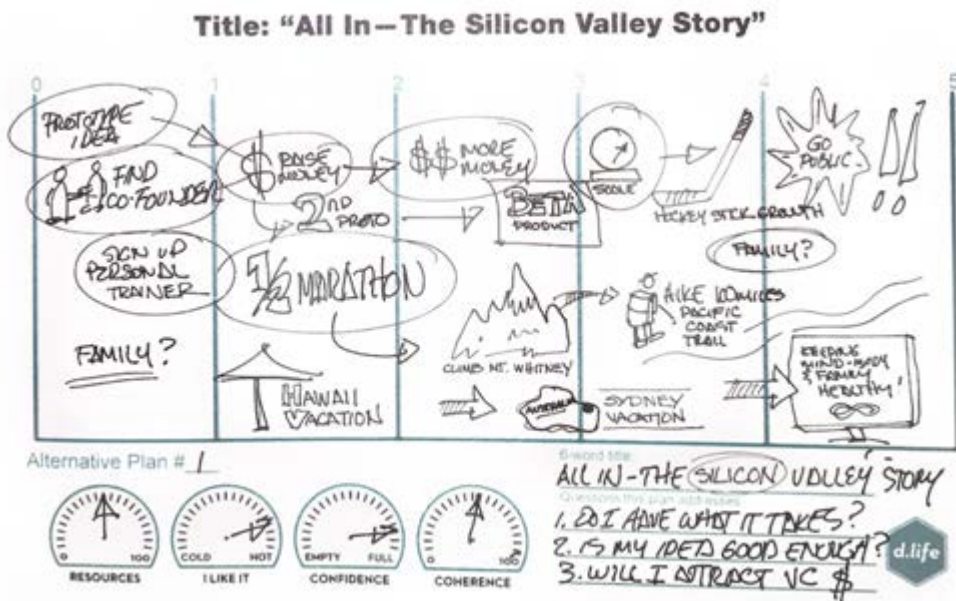 Title: “All In—The Silicon Valley Story”
0 1 2 3 4 5
PROTOTYPE
IDEA
FIND
CO-FOUNDER
SIGN UP
PERSONAL
TRAINER
FAMILY?
$ RAISE
MONEY
2ND
PROTO
1/2 MARATHON
HAWAII
VACATION
$$ MORE
MONEY
BETA
PRODUCT
CLIMB MT. WHITNEY
AUSTRALIA
SCALE
HOCKEY STICK GROWTH
HIKE 100 MILES
PACIFIC
COAST
TRAIL
SYDNEY
VACATION
GO
PUBLIC
!!
FAMILY?
KEEPING
MIND-BODY
& FAMILY
HEALTHY!
Alternative Plan # 1
0 100
RESOURCES
COLD HOT
I LIKE IT
EMPTY FULL
CONFIDENCE
0 100
COHERENCE
6-word title:
ALL IN-THE SILICON VALLEY STORY
Questions this plan addresses
1. DO I HAVE WHAT IT TAKES?
2. IS MY IDEA GOOD ENOUGH?
3. WILL I ATTRACT VC $
d.life